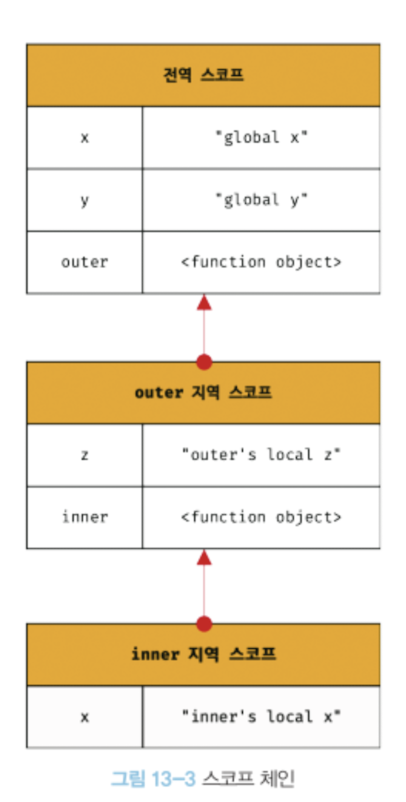 전역 스코프
x "global x"
y "global y"
outer <function object>
outer 지역 스코프
z "outer's local z"
inner <function object>
inner 지역 스코프
x "inner's local x"
그림 13–3 스코프 체인